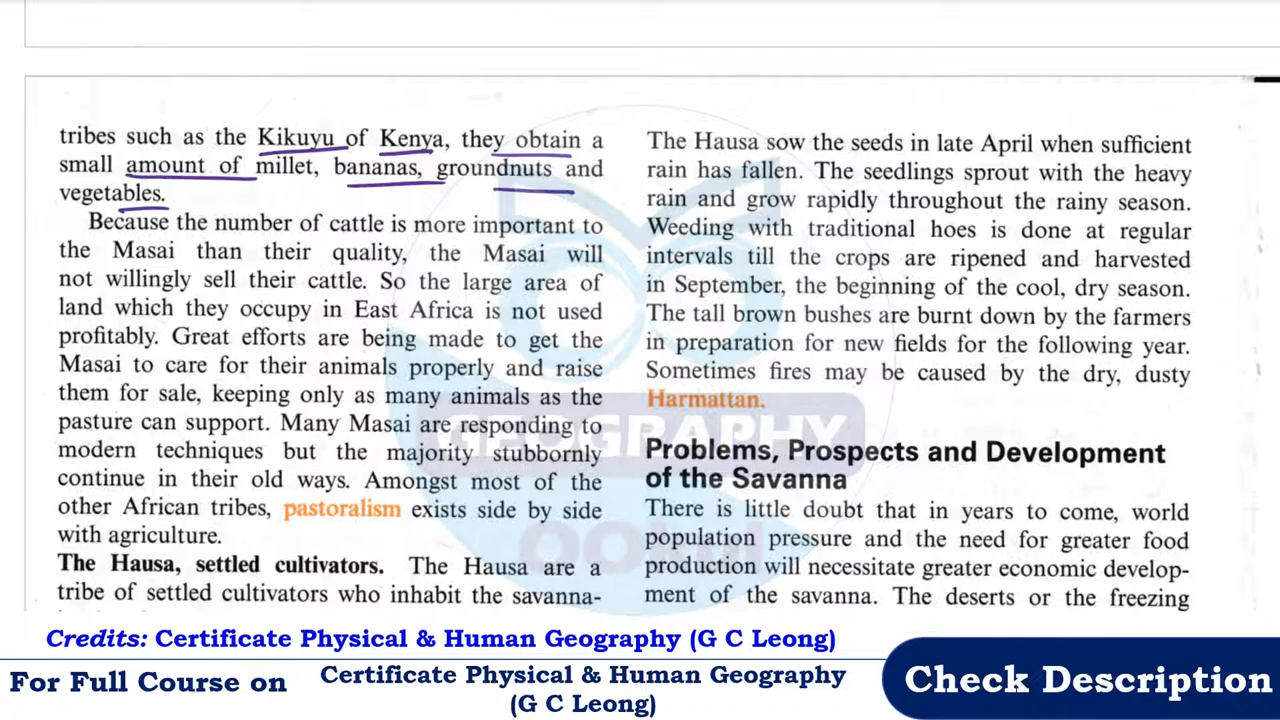 tribes such as the Kikuyu of Kenya, they obtain a
small amount of millet, bananas, groundnuts and
vegetables.
Because the number of cattle is more important to
the Masai than their quality, the Masai will
not willingly sell their cattle. So the large area of
land which they occupy in East Africa is not used
profitably. Great efforts are being made to get the
Masai to care for their animals properly and raise
them for sale, keeping only as many animals as the
pasture can support. Many Masai are responding to
modern techniques but the majority stubbornly
continue in their old ways. Amongst most of the
other African tribes, pastoralism exists side by side
with agriculture.
The Hausa, settled cultivators. The Hausa are a
tribe of settled cultivators who inhabit the savanna-
The Hausa sow the seeds in late April when sufficient
rain has fallen. The seedlings sprout with the heavy
rain and grow rapidly throughout the rainy season.
Weeding with traditional hoes is done at regular
intervals till the crops are ripened and harvested
in September, the beginning of the cool, dry season.
The tall brown bushes are burnt down by the farmers
in preparation for new fields for the following year.
Sometimes fires may be caused by the dry, dusty
Harmattan.
Problems, Prospects and Development
of the Savanna
There is little doubt that in years to come, world
population pressure and the need for greater food
production will necessitate greater economic develop-
ment of the savanna. The deserts or the freezing
GEOGRAPHY
Credits: Certificate Physical & Human Geography (G C Leong)
For Full Course on
Certificate Physical & Human Geography
(G C Leong)
Check Description